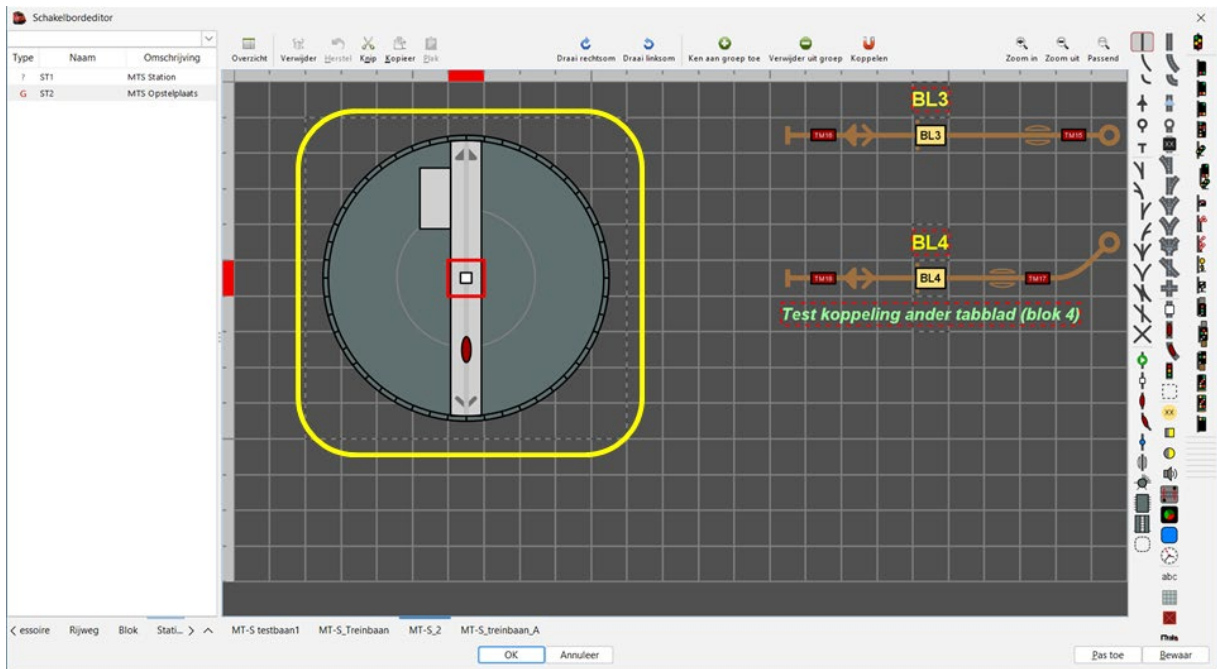 Schakelbordeditor
Type Naam Omschrijving
? ST1 MTS Station
G ST2 MTS Opstelplaats
Overzicht Verwijder Herstel Knip Kopieer Plak Draai rechtsom Draai linksom Ken aan groep toe Verwijder uit groep Koppelen Zoom in Zoom uit Passend
BL3
TM16 BL3 TM15
BL4
TM18 BL4 TM17
Test koppeling ander tabblad (blok 4)
T
XX
XX
abc
< essoire Rijweg Blok Stati... > MT-S testbaan1 MT-S_Treinbaan MT-S_2 MT-S_treinbaan_A
OK Annuleer Pas toe Bewaar